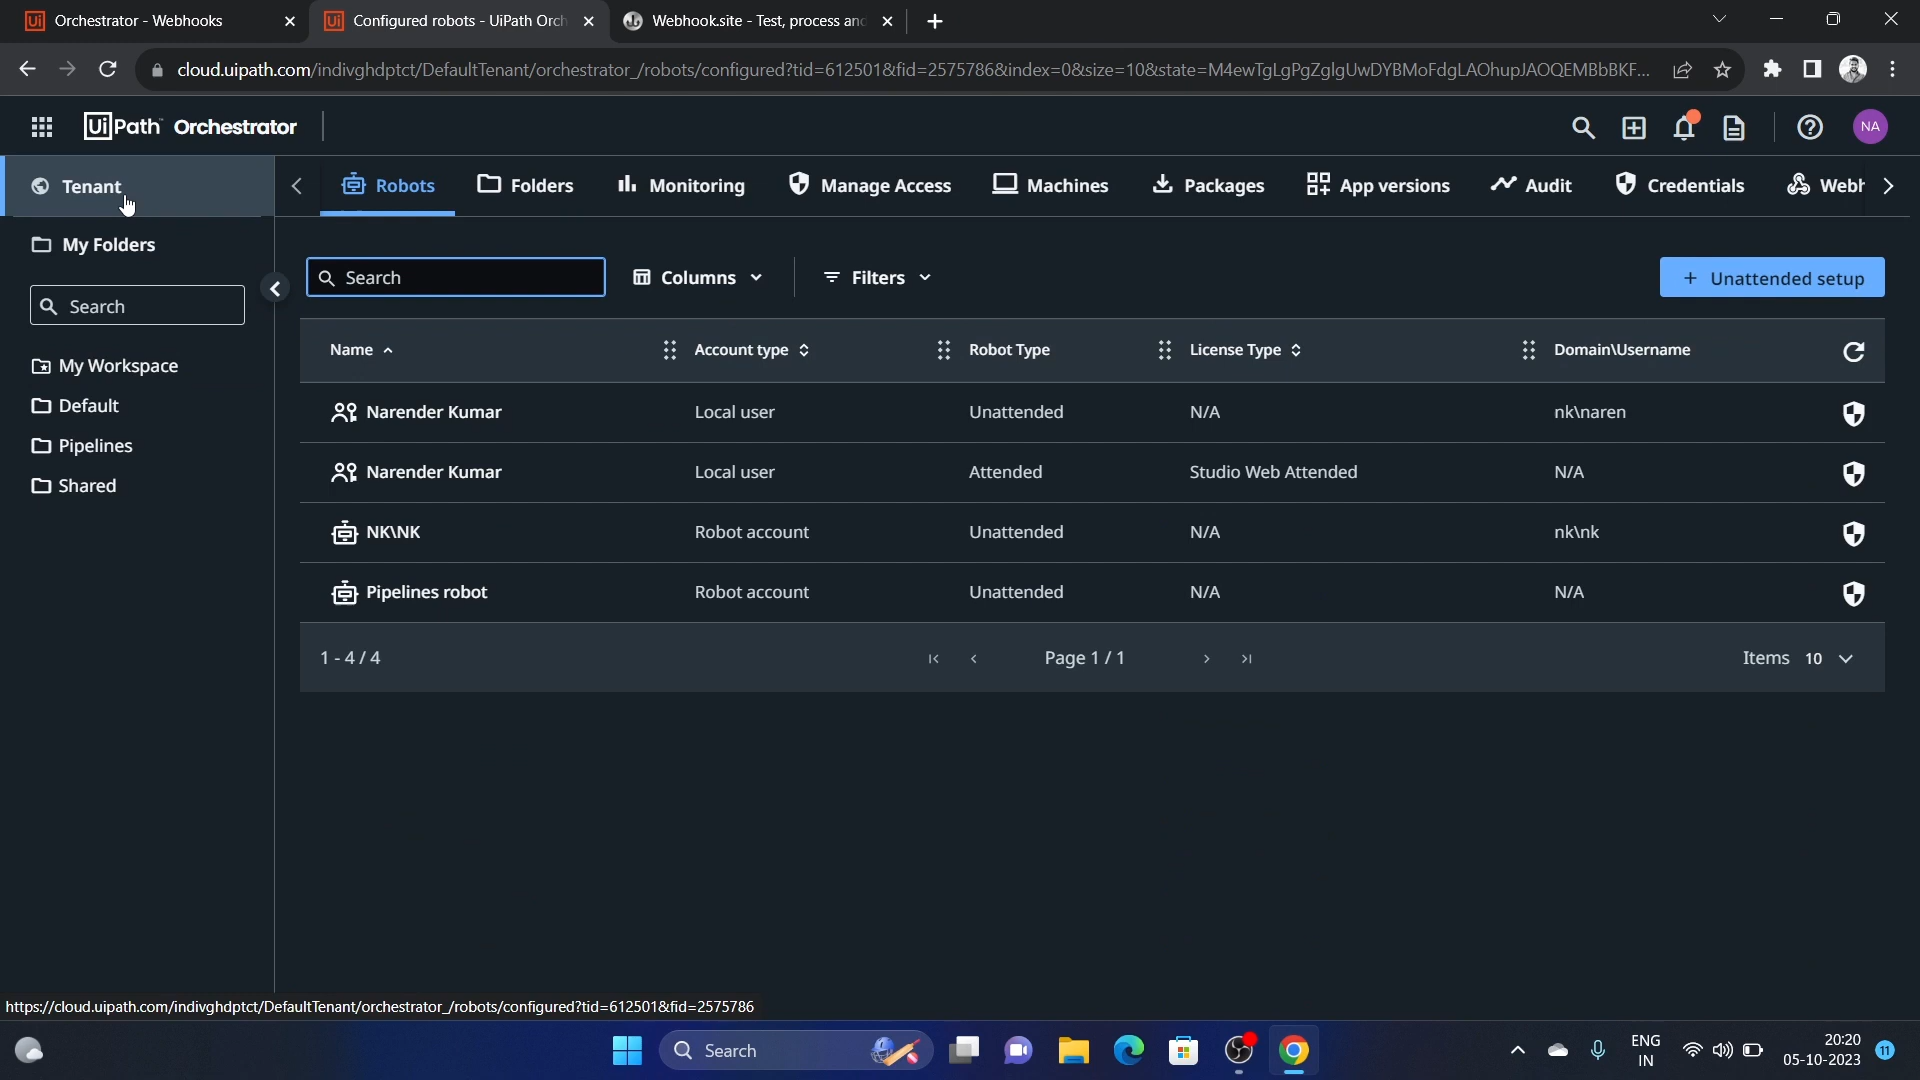 Orchestrator - Webhooks
Configured robots - UiPath Orch
Webhook.site - Test, process and
cloud.uipath.com/indivghdptct/DefaultTenant/orchestrator_/robots/configured?tid=612501&fid=2575786&index=0&size=10&state=M4ewTgLgPgZglgUwDYBMoFdgLAOhupJAOQEMBbBKF...
UiPath Orchestrator
NA
Tenant
Robots
Folders
Monitoring
Manage Access
Machines
Packages
App versions
Audit
Credentials
Webh
My Folders
Search
Columns
Filters
Unattended setup
Search
Name
Account type
Robot Type
License Type
Domain\Username
My Workspace
Default
Pipelines
Shared
Narender Kumar Local user Unattended N/A nk\naren
Narender Kumar Local user Attended Studio Web Attended N/A
NK\NK Robot account Unattended N/A nk\nk
Pipelines robot Robot account Unattended N/A N/A
1 - 4 / 4
Page 1 / 1
Items 10
https://cloud.uipath.com/indivghdptct/DefaultTenant/orchestrator_/robots/configured?tid=612501&fid=2575786
Search
ENG
IN
20:20
05-10-2023
11